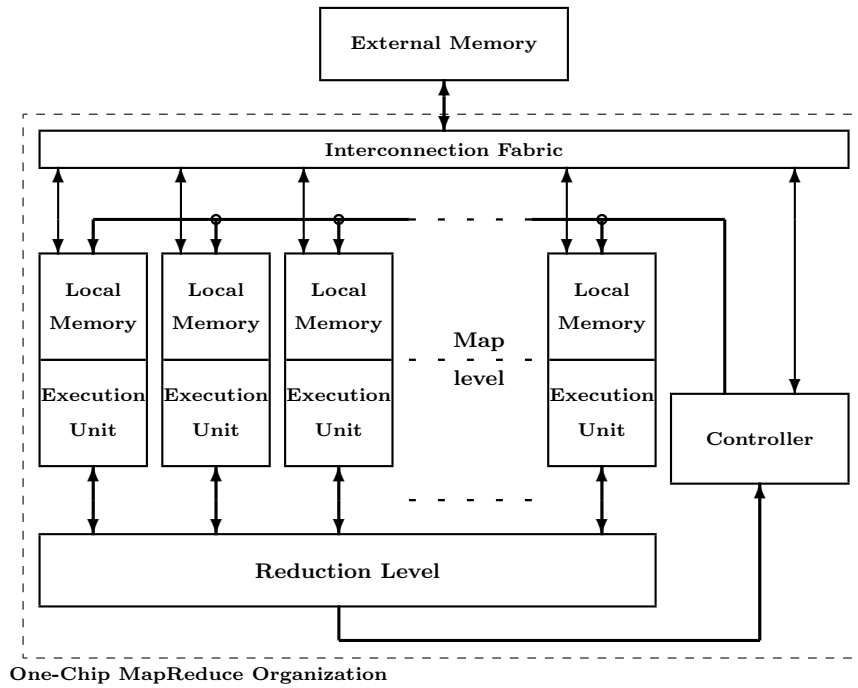 External Memory
Interconnection Fabric
Local
Memory
Local
Memory
Local
Memory
Local
Memory
Map
level
Execution
Unit
Execution
Unit
Execution
Unit
Execution
Unit
Controller
Reduction Level
One-Chip MapReduce Organization